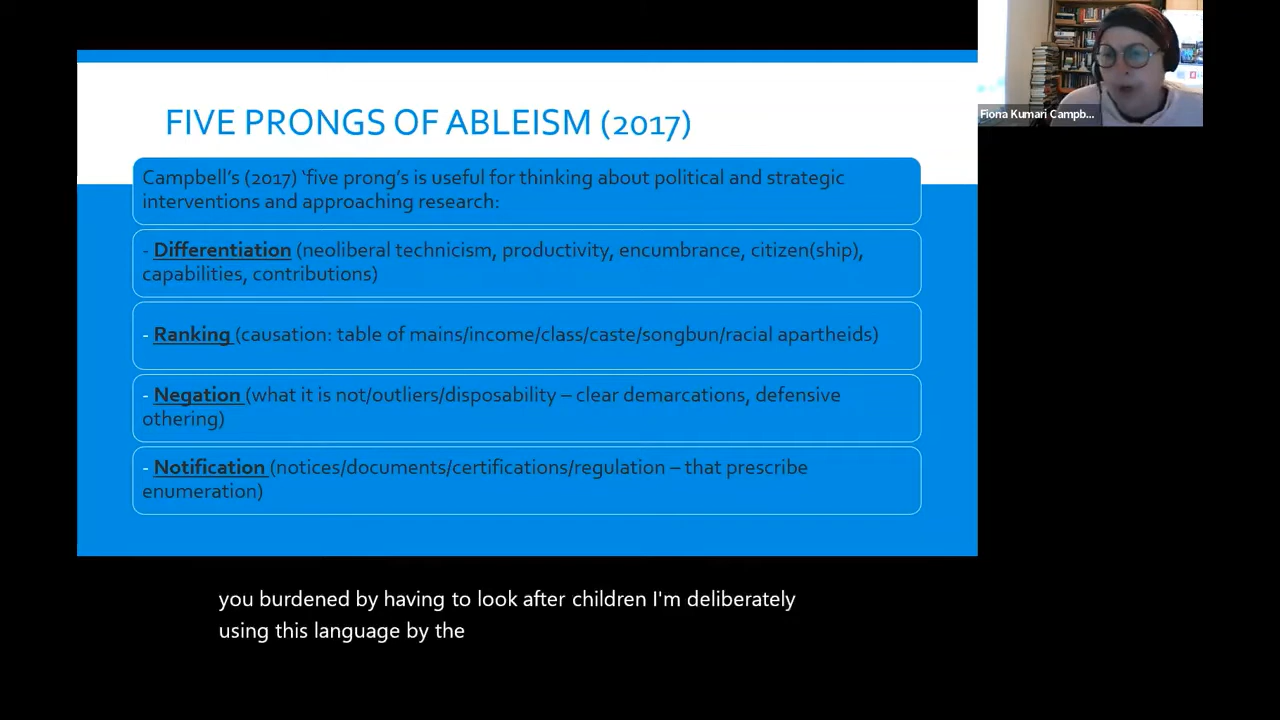 FIVE PRONGS OF ABLEISM (2017)
Campbell's (2017) 'five prong's is useful for thinking about political and strategic
interventions and approaching research:
- Differentiation (neoliberal technicism, productivity, encumbrance, citizen(ship),
capabilities, contributions)
- Ranking (causation: table of mains/income/class/caste/songbun/racial apartheids)
- Negation (what it is not/outliers/disposability – clear demarcations, defensive
othering)
- Notification (notices/documents/certifications/regulation – that prescribe
enumeration)
Fiona Kumari Campb...
you burdened by having to look after children I'm deliberately
using this language by the